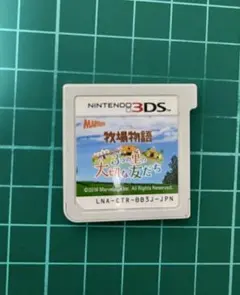 NINTENDO 3DS
Marvelous
牧場物語
3つの里の
大切な友だち
©2016 Marvelous Inc. All Rights Reserved.
LNA-CTR-BB3J-JPN